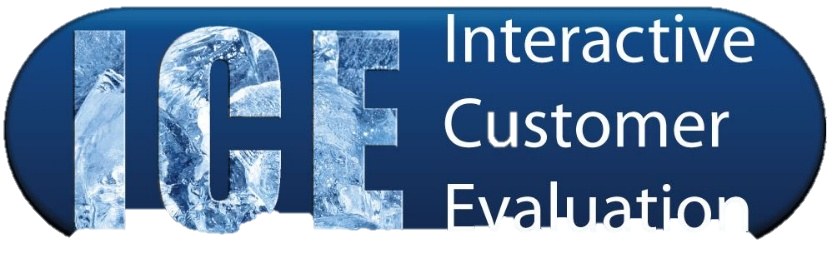 ICE
Interactive
Customer
Evaluation